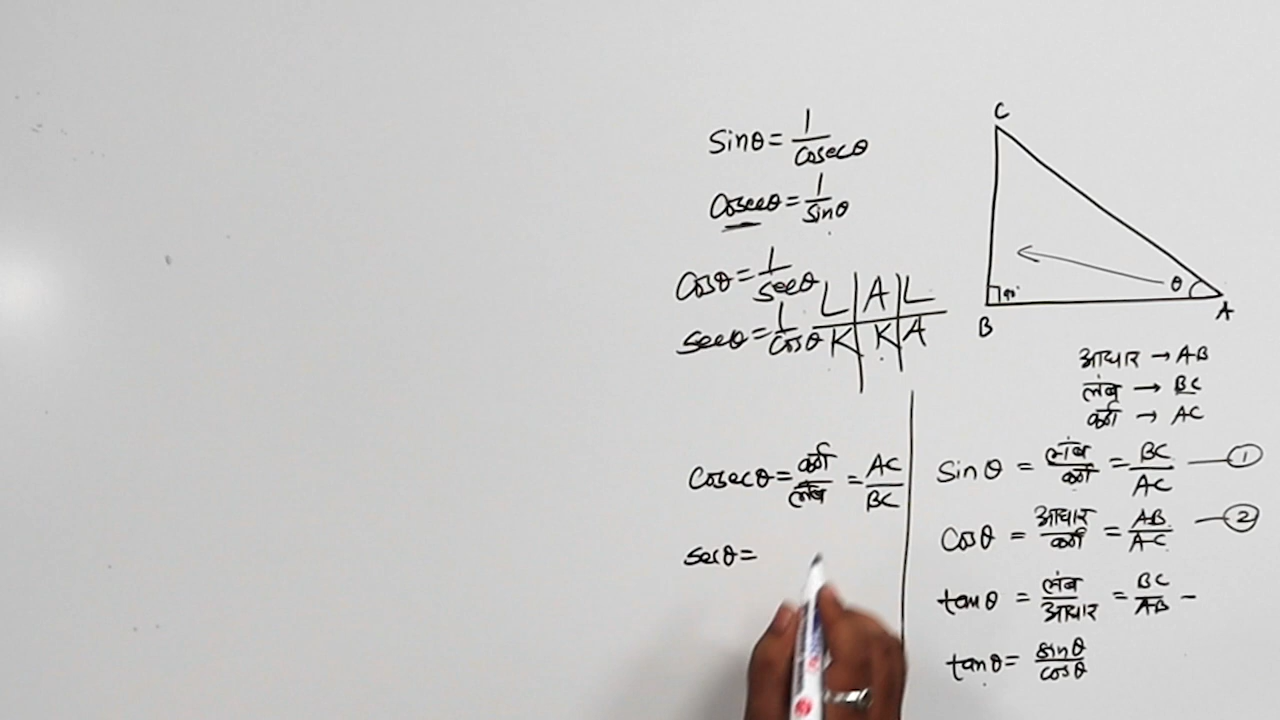 Sinθ = 1/Cosecθ
Cosecθ = 1/Sinθ
Cosθ = 1/Secθ
Secθ = 1/Cosθ
L | A | L
K | K | A
C
θ
90°
B
A
आधार → AB
लंब → BC
कर्ण → AC
Cosecθ = कर्ण/लंब = AC/BC
Secθ =
Sinθ = लंब/कर्ण = BC/AC — 1
Cosθ = आधार/कर्ण = AB/AC — 2
tanθ = लंब/आधार = BC/AB –
tanθ = Sinθ/Cosθ